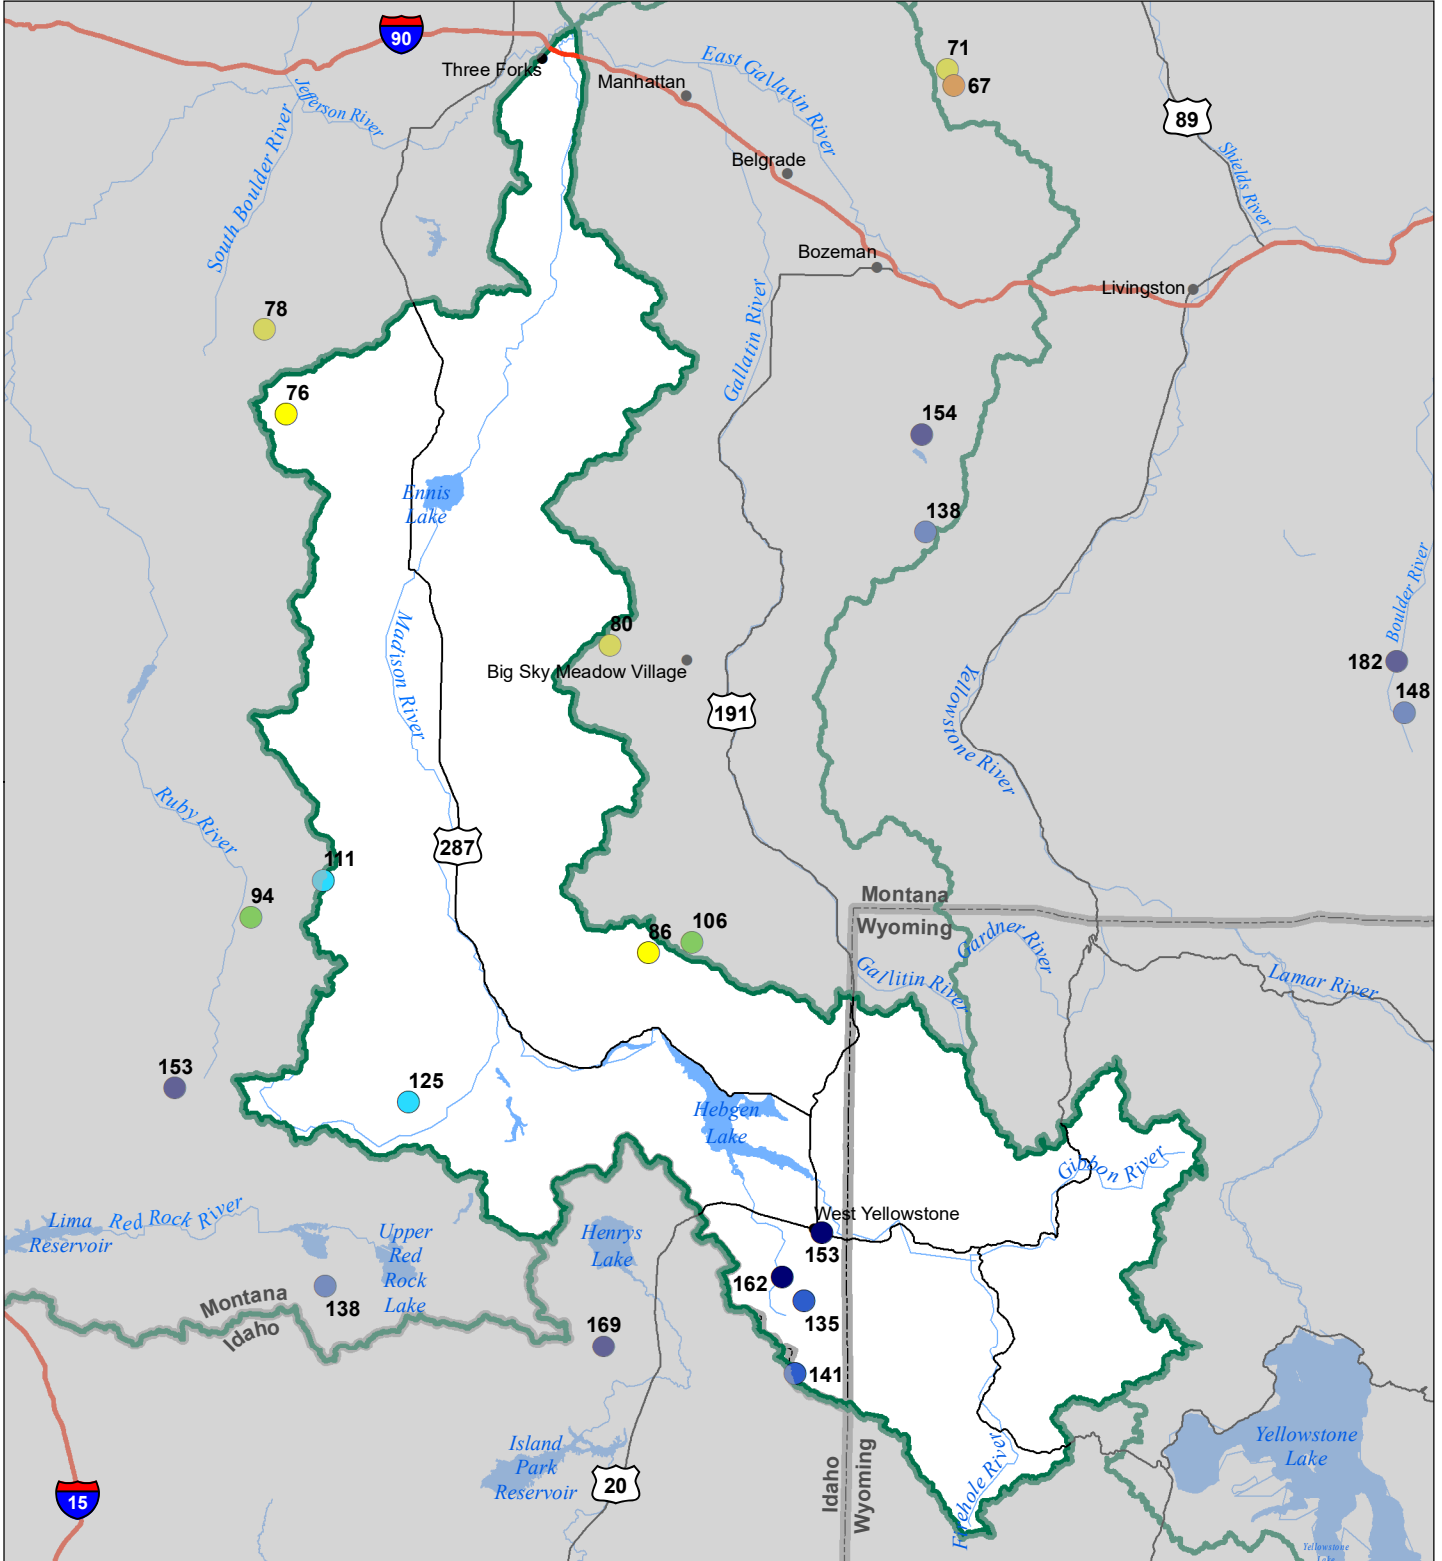 90
Three Forks
Manhattan
East Gallatin River
71
67
89
Jefferson River
South Boulder River
Belgrade
Shields River
Bozeman
Livingston
78
Gallatin River
76
154
Ennis
Lake
138
Boulder River
80
Madison River
Big Sky Meadow Village
182
148
191
Yellowstone River
Ruby River
287
111
94
Montana
Wyoming
86
106
Gardner River
Gallitin River
Lamar River
153
125
Hebgen
Lake
Gibbon River
Lima
Reservoir
Red Rock River
Upper
Red
Rock
Lake
Henrys
Lake
West Yellowstone
153
162
135
138
Montana
Idaho
169
141
Island
Park
Reservoir
20
15
Idaho
Wyoming
Firehole River
Yellowstone
Lake
Yellowstone
Lake